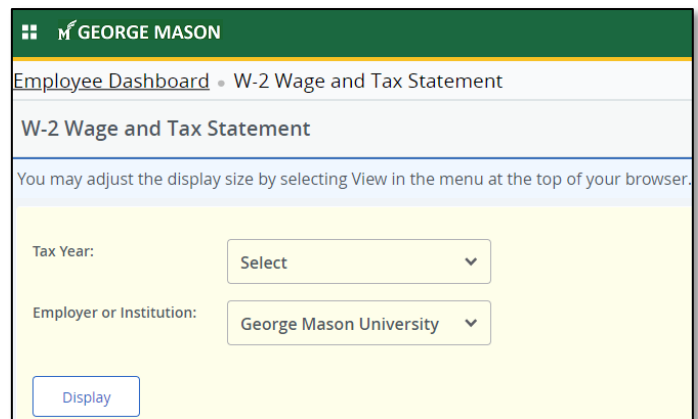 GEORGE MASON
Employee Dashboard • W-2 Wage and Tax Statement
W-2 Wage and Tax Statement
You may adjust the display size by selecting View in the menu at the top of your browser.
Tax Year:
Select
Employer or Institution:
George Mason University
Display